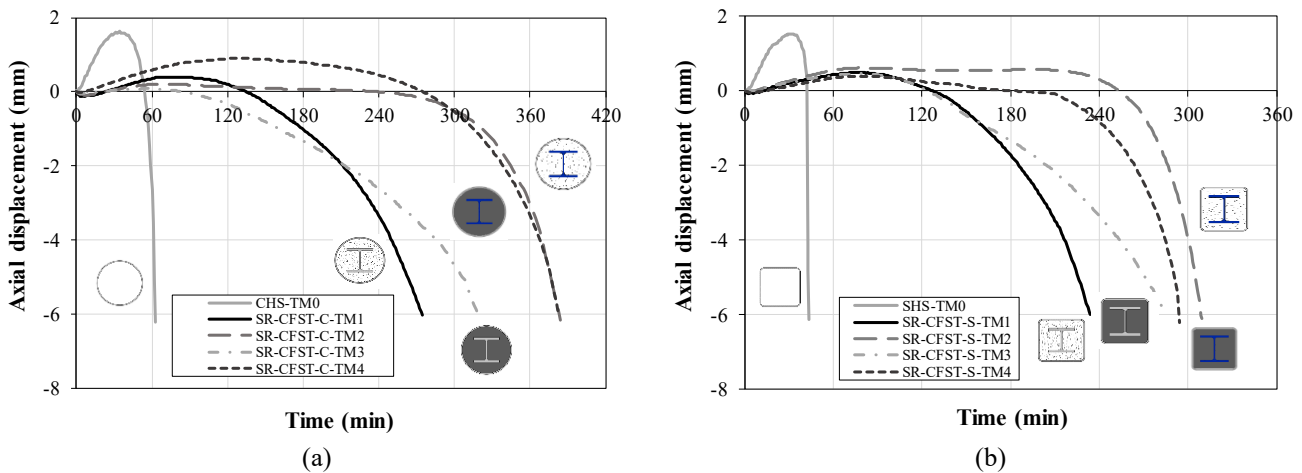 (a)
2
0
-2
-4
-6
-8
0 60 120 180 240 300 360 420
Axial displacement (mm)
Time (min)
CHS-TM0
SR-CFST-C-TM1
SR-CFST-C-TM2
SR-CFST-C-TM3
SR-CFST-C-TM4
(a)
(b)
2
0
-2
-4
-6
-8
0 60 120 180 240 300 360
Axial displacement (mm)
Time (min)
SHS-TM0
SR-CFST-S-TM1
SR-CFST-S-TM2
SR-CFST-S-TM3
SR-CFST-S-TM4
(b)